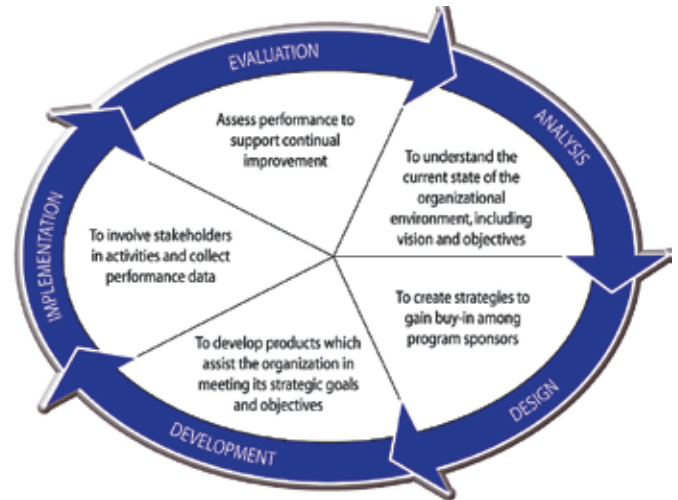 EVALUATION
Assess performance to
support continual
improvement
ANALYSIS
To understand the
current state of the
organizational
environment, including
vision and objectives
DESIGN
To create strategies to
gain buy-in among
program sponsors
DEVELOPMENT
To develop products which
assist the organization in
meeting its strategic goals
and objectives
IMPLEMENTATION
To involve stakeholders
in activities and collect
performance data